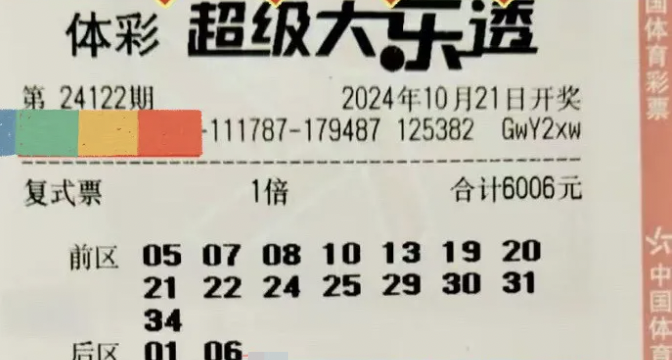 体彩 超级大乐透
第 24122期 2024年10月21日开奖
-111787-179487 125382 GwY2xw
复式票 1倍 合计6006元
前区 05 07 08 10 13 19 20
21 22 24 25 29 30 31
34
后区 01 06
国体育彩票
中国体育